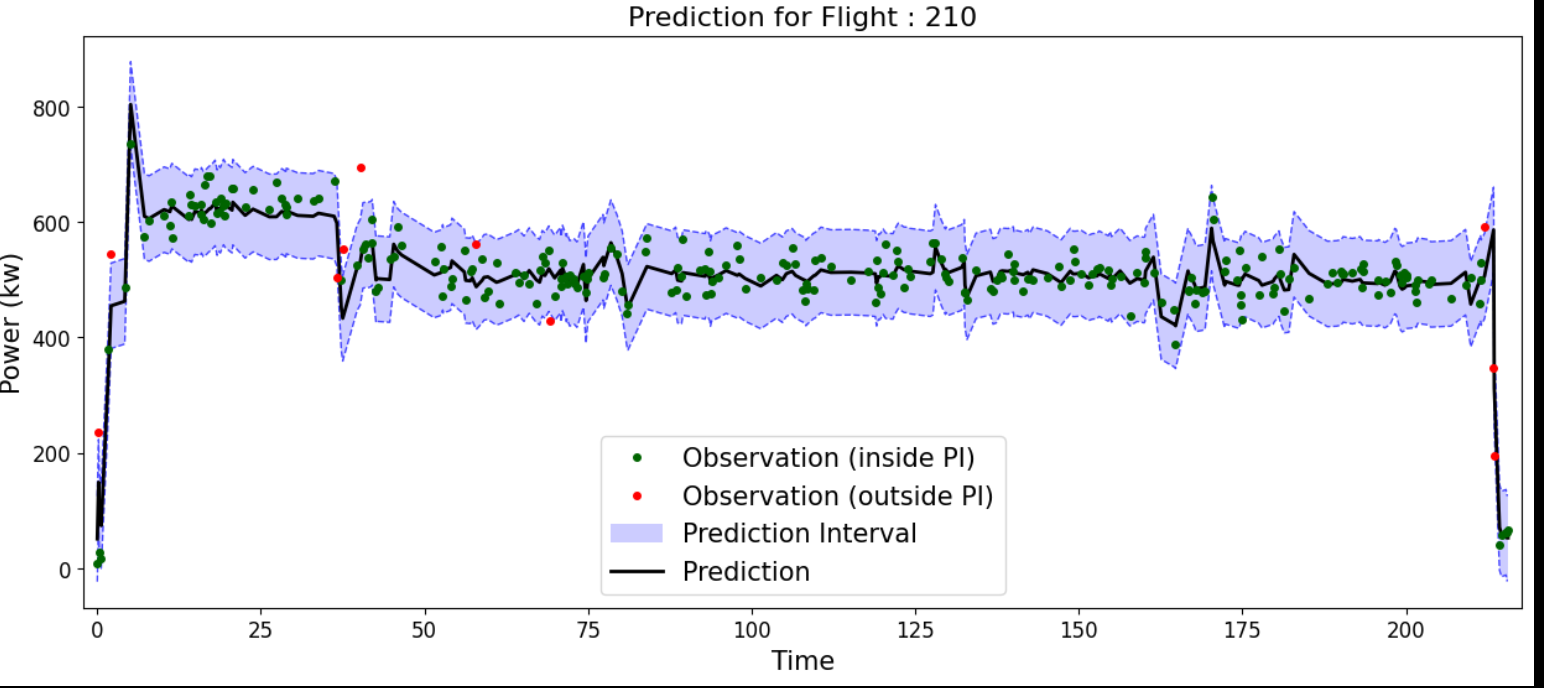 Prediction for Flight : 210
Power (kw)
800
600
400
200
0
Observation (inside PI)
Observation (outside PI)
Prediction Interval
Prediction
0 25 50 75 100 125 150 175 200
Time